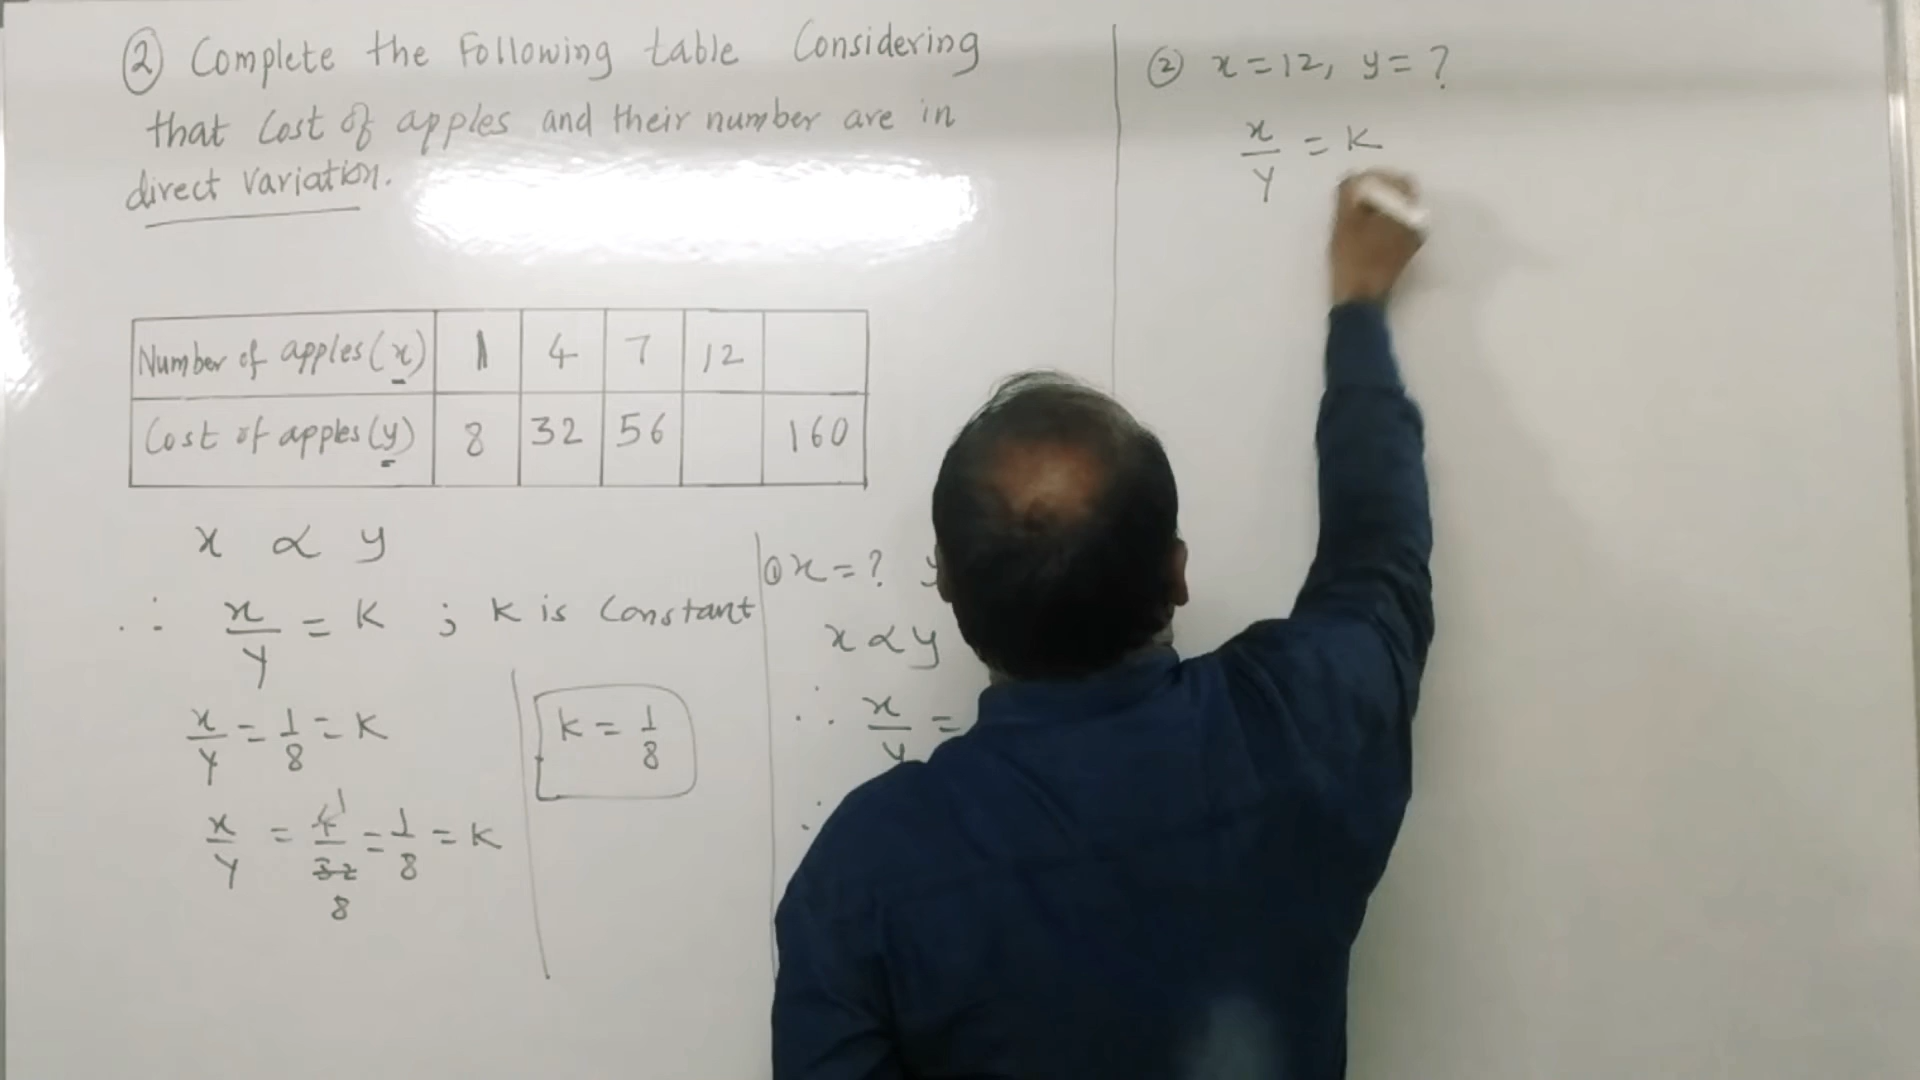 ② Complete the Following table Considering
that Cost of apples and their number are in
direct Variation.
Number of apples (x) 1 4 7 12
Cost of apples (y) 8 32 56 160
x ∝ y
∴ x/y = K ; K is Constant
x/y = 1/8 = K
x/y = 4/32 1/8 = 1/8 = K
k = 1/8
① x = ? y
x ∝ y
∴ x/y =
∴
② x = 12, y = ?
x/y = K